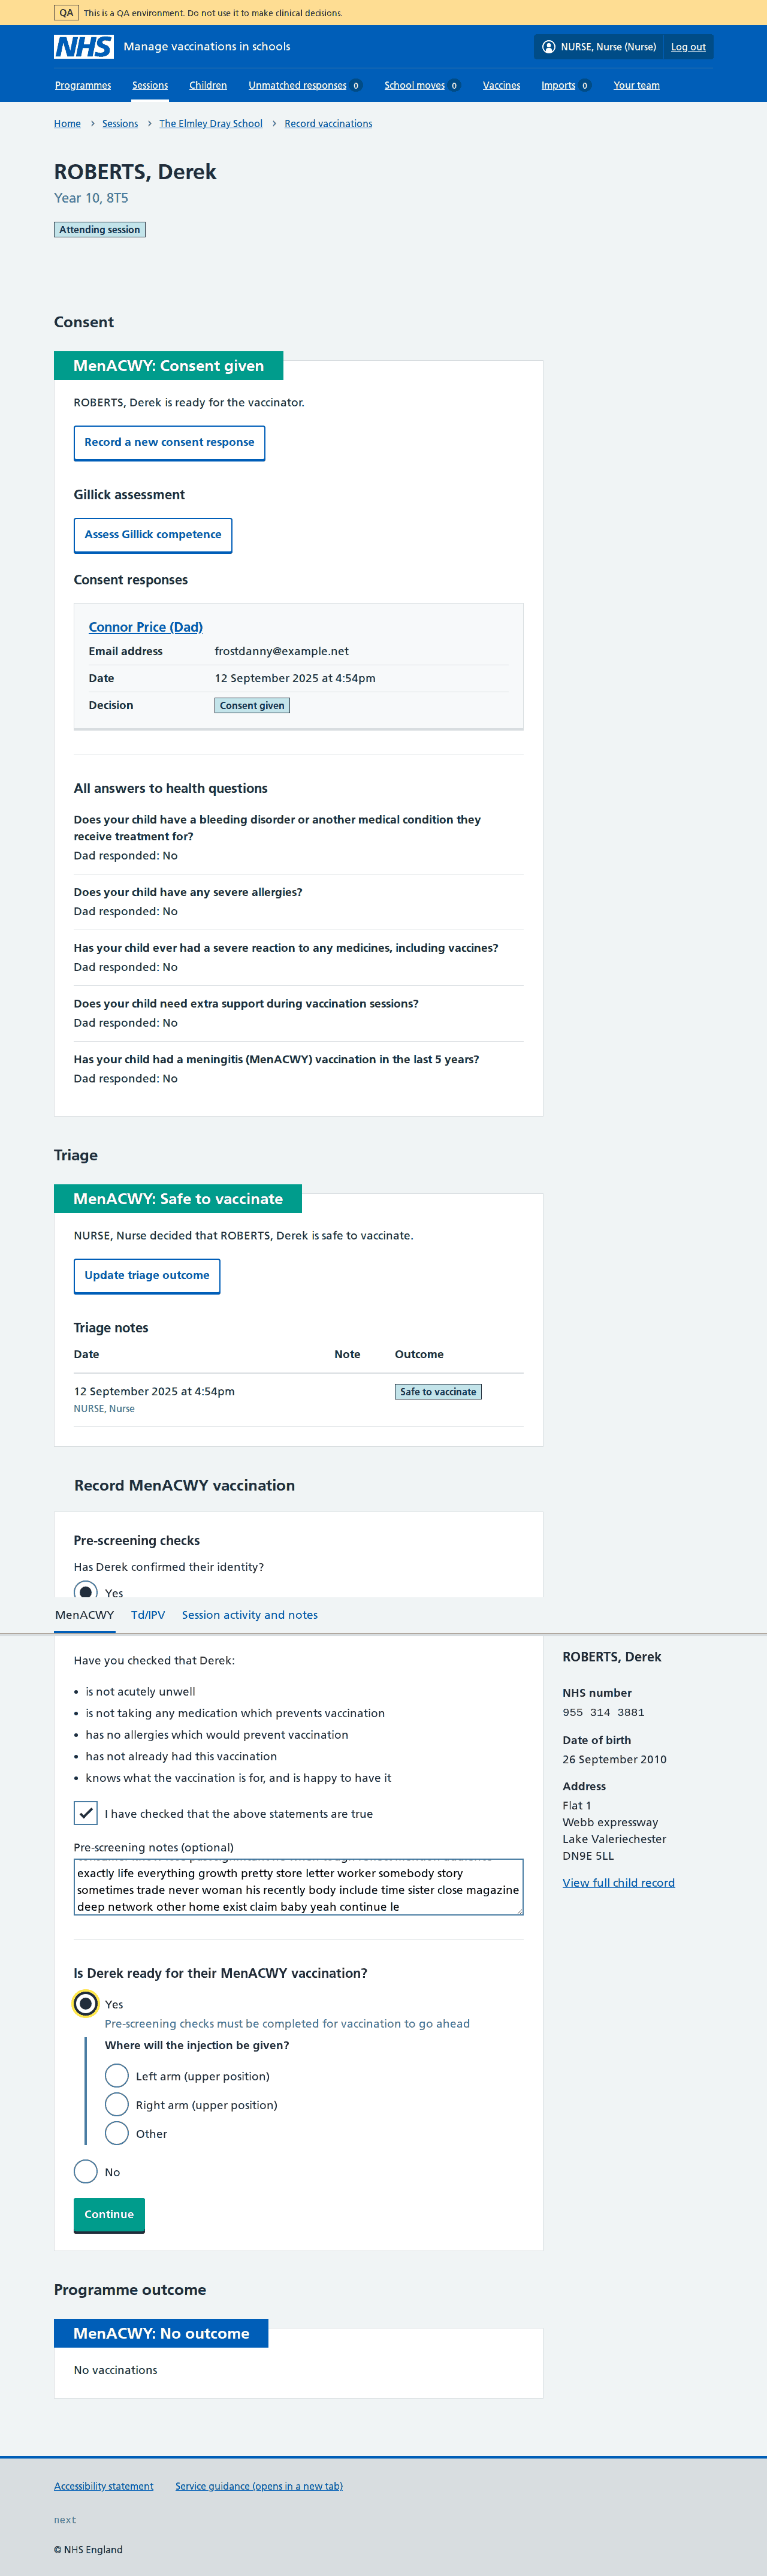 QA This is a QA environment. Do not use it to make clinical decisions.
NHS Manage vaccinations in schools
NURSE, Nurse (Nurse) Log out
Programmes Sessions Children Unmatched responses 0 School moves 0 Vaccines Imports 0 Your team
Home > Sessions > The Elmley Dray School > Record vaccinations
ROBERTS, Derek
Year 10, 8T5
Attending session
Consent
MenACWY: Consent given
ROBERTS, Derek is ready for the vaccinator.
Record a new consent response
Gillick assessment
Assess Gillick competence
Consent responses
Connor Price (Dad)
Email address frostdanny@example.net
Date 12 September 2025 at 4:54pm
Decision Consent given
All answers to health questions
Does your child have a bleeding disorder or another medical condition they
receive treatment for?
Dad responded: No
Does your child have any severe allergies?
Dad responded: No
Has your child ever had a severe reaction to any medicines, including vaccines?
Dad responded: No
Does your child need extra support during vaccination sessions?
Dad responded: No
Has your child had a meningitis (MenACWY) vaccination in the last 5 years?
Dad responded: No
Triage
MenACWY: Safe to vaccinate
NURSE, Nurse decided that ROBERTS, Derek is safe to vaccinate.
Update triage outcome
Triage notes
Date Note Outcome
12 September 2025 at 4:54pm Safe to vaccinate
NURSE, Nurse
Record MenACWY vaccination
Pre-screening checks
Has Derek confirmed their identity?
Yes
MenACWY Td/IPV Session activity and notes
Have you checked that Derek:
• is not acutely unwell
• is not taking any medication which prevents vaccination
• has no allergies which would prevent vaccination
• has not already had this vaccination
• knows what the vaccination is for, and is happy to have it
I have checked that the above statements are true
Pre-screening notes (optional)
exactly life everything growth pretty store letter worker somebody story
sometimes trade never woman his recently body include time sister close magazine
deep network other home exist claim baby yeah continue le
Is Derek ready for their MenACWY vaccination?
Yes
Pre-screening checks must be completed for vaccination to go ahead
Where will the injection be given?
Left arm (upper position)
Right arm (upper position)
Other
No
Continue
ROBERTS, Derek
NHS number
955 314 3881
Date of birth
26 September 2010
Address
Flat 1
Webb expressway
Lake Valeriechester
DN9E 5LL
View full child record
Programme outcome
MenACWY: No outcome
No vaccinations
Accessibility statement Service guidance (opens in a new tab)
next
© NHS England